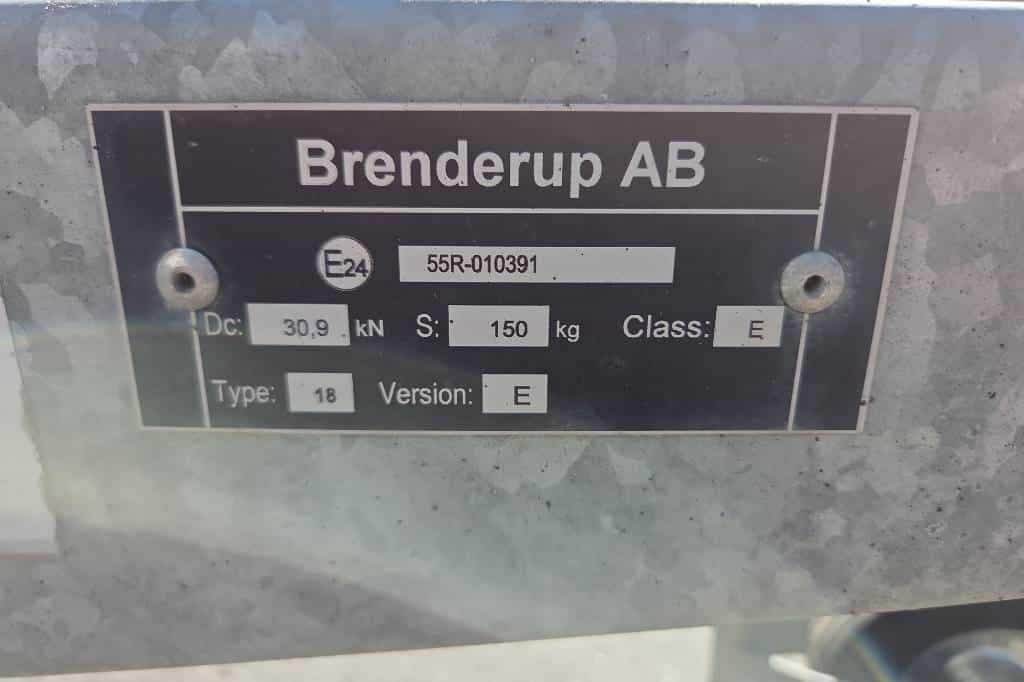 Brenderup AB
E24 55R-010391
Dc: 30,9 kN S: 150 kg Class: E
Type: 18 Version: E